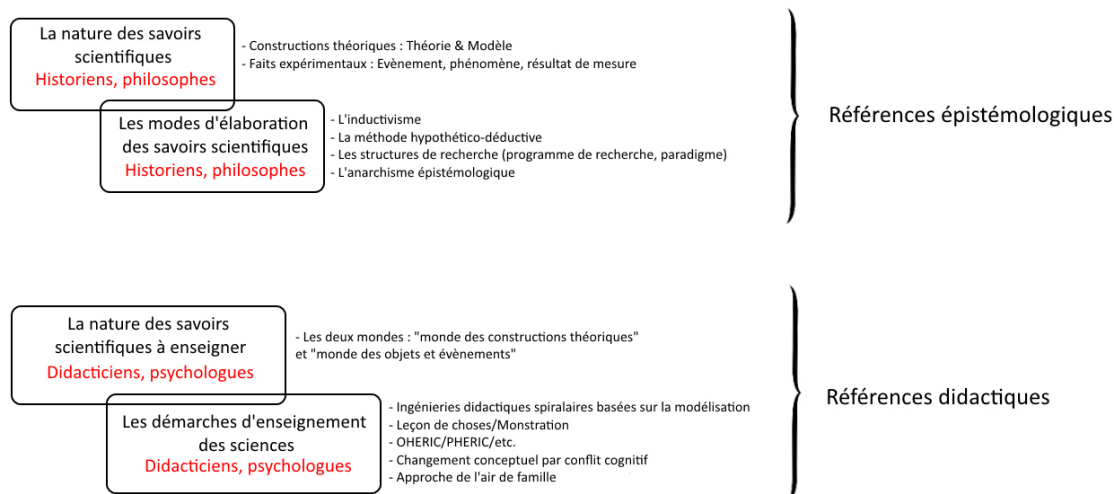 La nature des savoirs
scientifiques
Historiens, philosophes
- Constructions théoriques : Théorie & Modèle
- Faits expérimentaux : Evènement, phénomène, résultat de mesure
Les modes d'élaboration
des savoirs scientifiques
Historiens, philosophes
- L'inductivisme
- La méthode hypothético-déductive
- Les structures de recherche (programme de recherche, paradigme)
- L'anarchisme épistémologique
Références épistémologiques
La nature des savoirs
scientifiques à enseigner
Didacticiens, psychologues
- Les deux mondes : "monde des constructions théoriques"
et "monde des objets et évènements"
Les démarches d'enseignement
des sciences
Didacticiens, psychologues
- Ingénieries didactiques spiralaires basées sur la modélisation
- Leçon de choses/Monstration
- OHERIC/PHERIC/etc.
- Changement conceptuel par conflit cognitif
- Approche de l'air de famille
Références didactiques